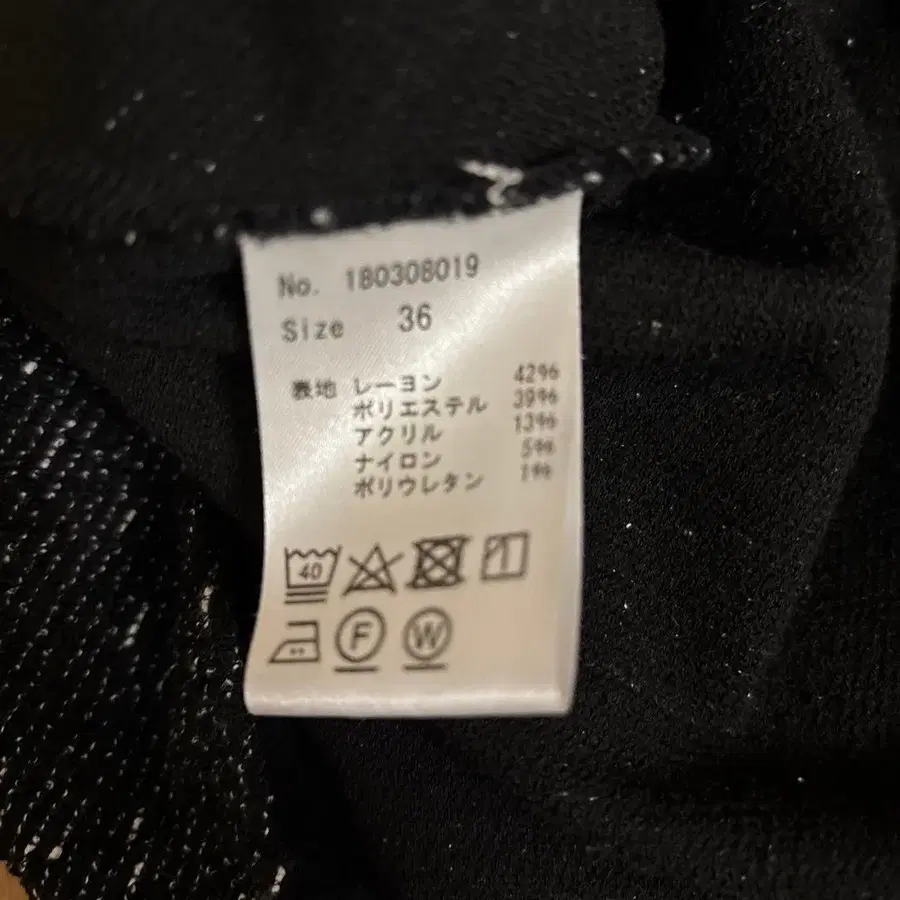 No. 180308019
Size 36
表地 レーヨン 42%
ポリエステル 39%
アクリル 13%
ナイロン 5%
ポリウレタン 1%
40
F W